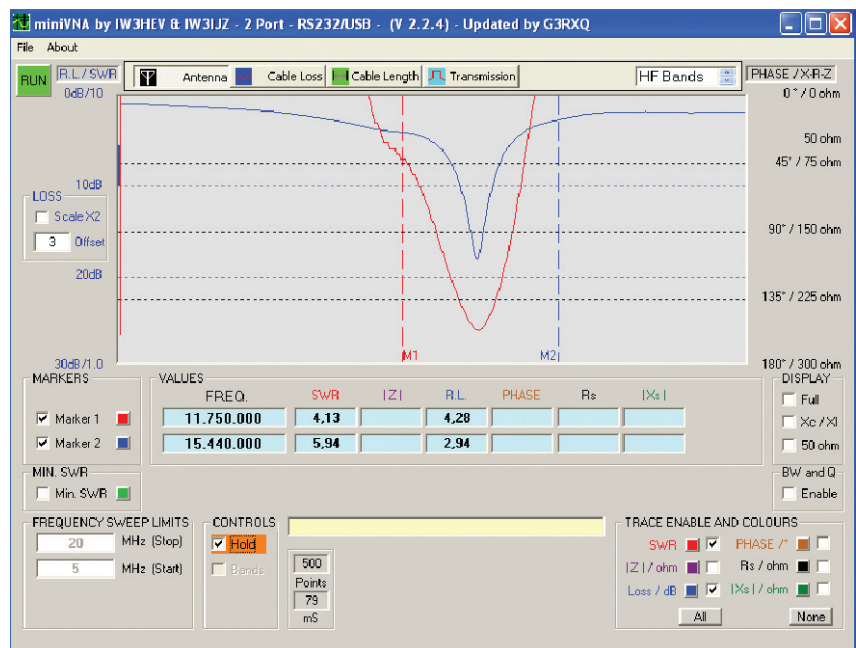 miniVNA by IW3HEV & IW3IJZ - 2 Port - RS232/USB - (V 2.2.4) - Updated by G3RXQ
File About
RUN R.L./SWR Antenna Cable Loss Cable Length Transmission HF Bands PHASE /X-R-Z
0dB/10 0°/0 ohm
50 ohm
45°/75 ohm
10dB
LOSS
Scale X2
3 Offset
90°/150 ohm
20dB
135°/225 ohm
30dB/1.0 M1 M2 180°/300 ohm
MARKERS VALUES DISPLAY
FREQ. SWR |Z| R.L. PHASE Rs |Xs|
Full
Marker 1 11.750.000 4,13 4,28
Xc/Xl
Marker 2 15.440.000 5,94 2,94
50 ohm
MIN. SWR BW and Q
Min. SWR Enable
FREQUENCY SWEEP LIMITS CONTROLS TRACE ENABLE AND COLOURS
20 MHz (Stop) Hold SWR PHASE /°
5 MHz (Start) Bands 500 |Z|/ohm Rs / ohm
Points Loss / dB |Xs| / ohm
79
mS All None